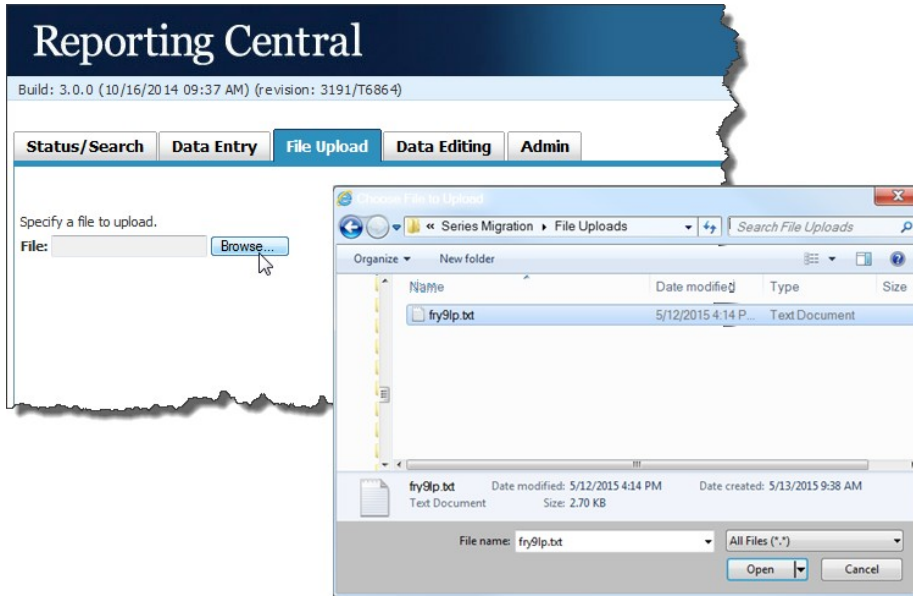 Reporting Central
Build: 3.0.0 (10/16/2014 09:37 AM) (revision: 3191/T6864)
Status/Search Data Entry File Upload Data Editing Admin
Specify a file to upload.
File: Browse...
Choose File to Upload
« Series Migration File Uploads Search File Uploads
Organize New folder
Name Date modified Type Size
fry9lp.txt 5/12/2015 4:14 P... Text Document
fry9lp.txt Date modified: 5/12/2015 4:14 PM Date created: 5/13/2015 9:38 AM
Text Document Size: 2.70 KB
File name: fry9lp.txt All Files (*.*)
Open Cancel